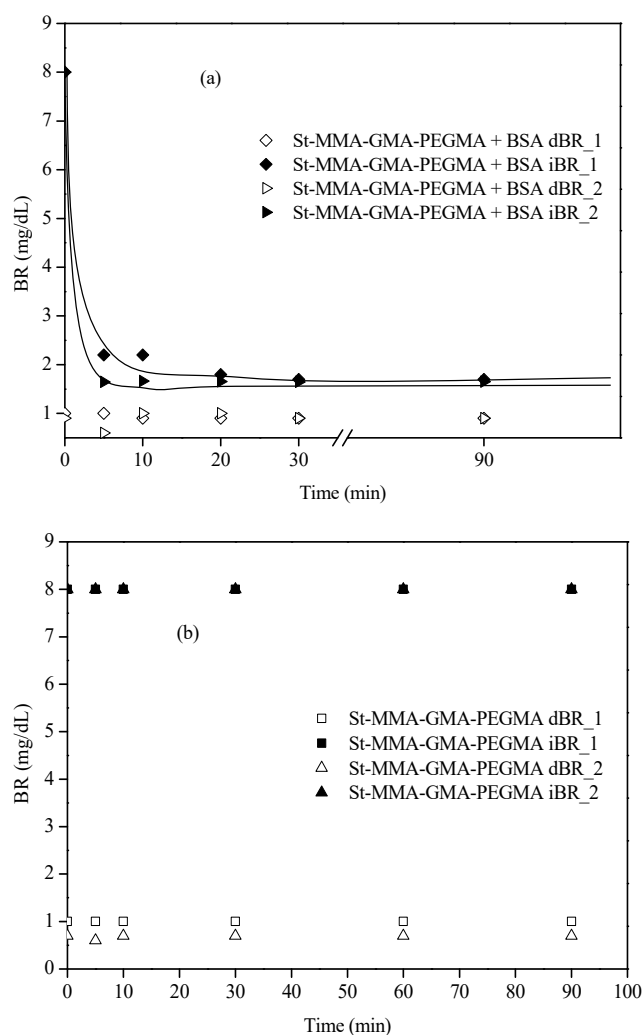 9
8
7
6
5
4
3
2
1
BR (mg/dL)
(a)
St-MMA-GMA-PEGMA + BSA dBR_1
St-MMA-GMA-PEGMA + BSA iBR_1
St-MMA-GMA-PEGMA + BSA dBR_2
St-MMA-GMA-PEGMA + BSA iBR_2
0 10 20 30 90
Time (min)
9
8
7
6
5
4
3
2
1
0
BR (mg/dL)
(b)
St-MMA-GMA-PEGMA dBR_1
St-MMA-GMA-PEGMA iBR_1
St-MMA-GMA-PEGMA dBR_2
St-MMA-GMA-PEGMA iBR_2
0 10 20 30 40 50 60 70 80 90 100
Time (min)